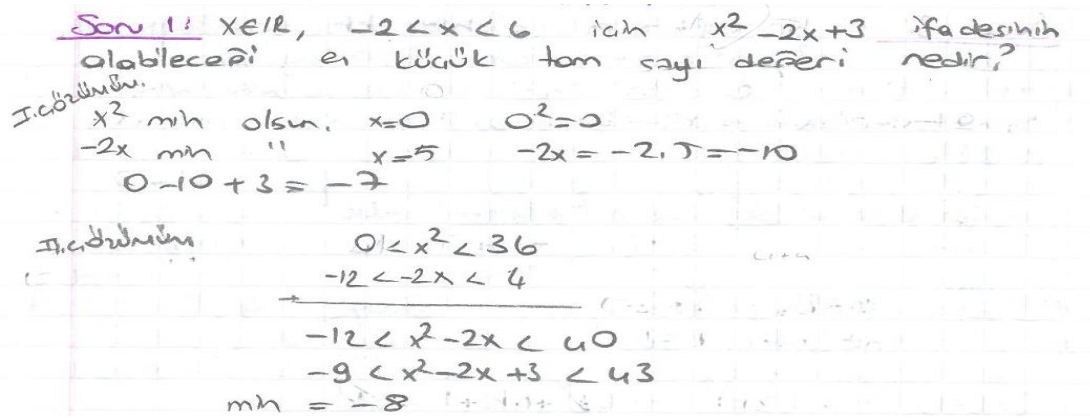 Soru 1: x∈R, -2 < x < 6 için x² - 2x + 3 ifadesinin
alabileceği en küçük tam sayı değeri nedir?
I. çözümüm
x² min olsun. x=0 0²=0
-2x min " x=5 -2x = -2.5 = -10
0 - 10 + 3 = -7
II. çözümüm
0 < x² < 36
-12 < -2x < 4
+
-12 < x² - 2x < 40
-9 < x² - 2x + 3 < 43
min = -8